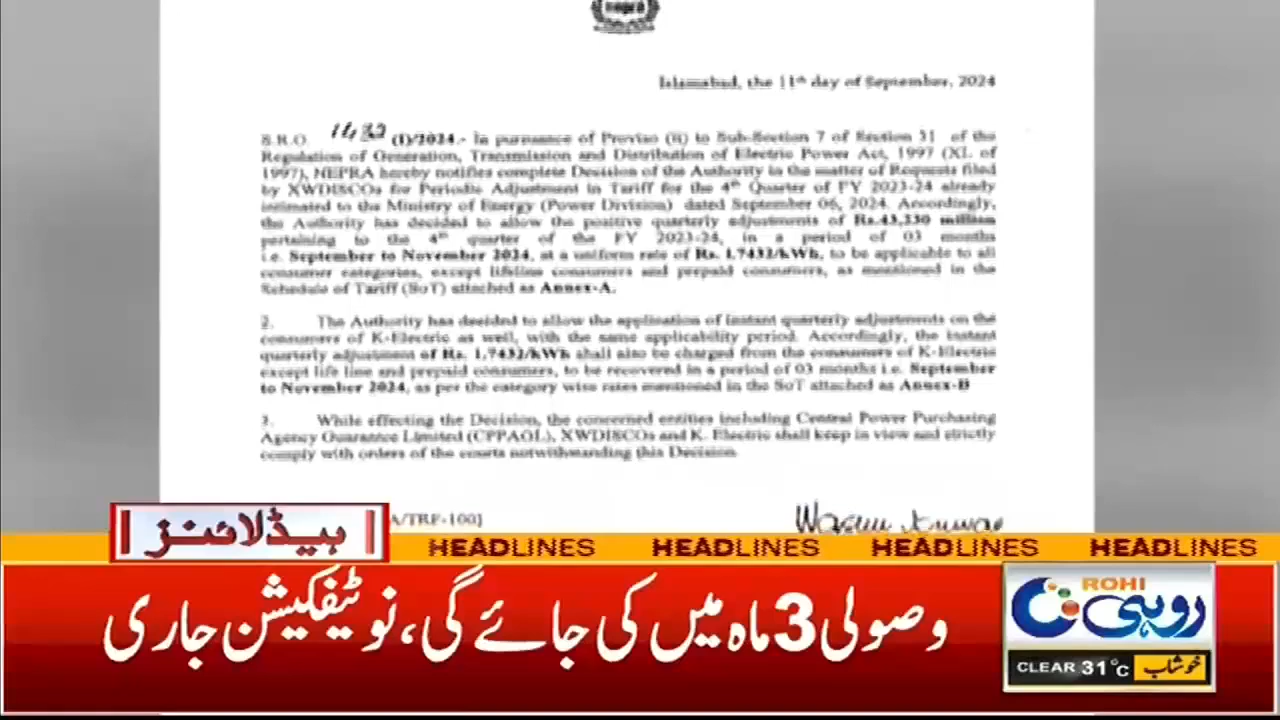 nepra
Islamabad, the 11th day of September, 2024
S.R.O. 1432 (I)/2024.- In pursuance of Proviso (ii) to Sub-Section 7 of Section 31 of the
Regulation of Generation, Transmission and Distribution of Electric Power Act, 1997 (XL of
1997), NEPRA hereby notifies complete Decision of the Authority in the matter of Requests filed
by XWDISCOs for Periodic Adjustment in Tariff for the 4th Quarter of FY 2023-24 already
intimated to the Ministry of Energy (Power Division) dated September 06, 2024. Accordingly,
the Authority has decided to allow the positive quarterly adjustments of Rs.43,230 million
pertaining to the 4th quarter of the FY 2023-24, in a period of 03 months
i.e. September to November 2024, at a uniform rate of Rs. 1.7432/kWh, to be applicable to all
consumer categories, except lifeline consumers and prepaid consumers, as mentioned in the
Schedule of Tariff (SoT) attached as Annex-A.
2. The Authority has decided to allow the application of instant quarterly adjustments on the
consumers of K-Electric as well, with the same applicability period. Accordingly, the instant
quarterly adjustment of Rs. 1.7432/kWh shall also be charged from the consumers of K-Electric
except life line and prepaid consumers, to be recovered in a period of 03 months i.e. September
to November 2024, as per the category wise rates mentioned in the SoT attached as Annex-B
3. While effecting the Decision, the concerned entities including Central Power Purchasing
Agency Guarantee Limited (CPPAGL), XWDISCOs and K. Electric shall keep in view and strictly
comply with orders of the courts notwithstanding this Decision.
A/TRF-100]
ہیڈلائنز
HEADLINES HEADLINES HEADLINES HEADLINES
وصولی 3 ماہ میں کی جائے گی، نوٹیفکیشن جاری
ROHI
روہی
CLEAR 31°C خوشاب